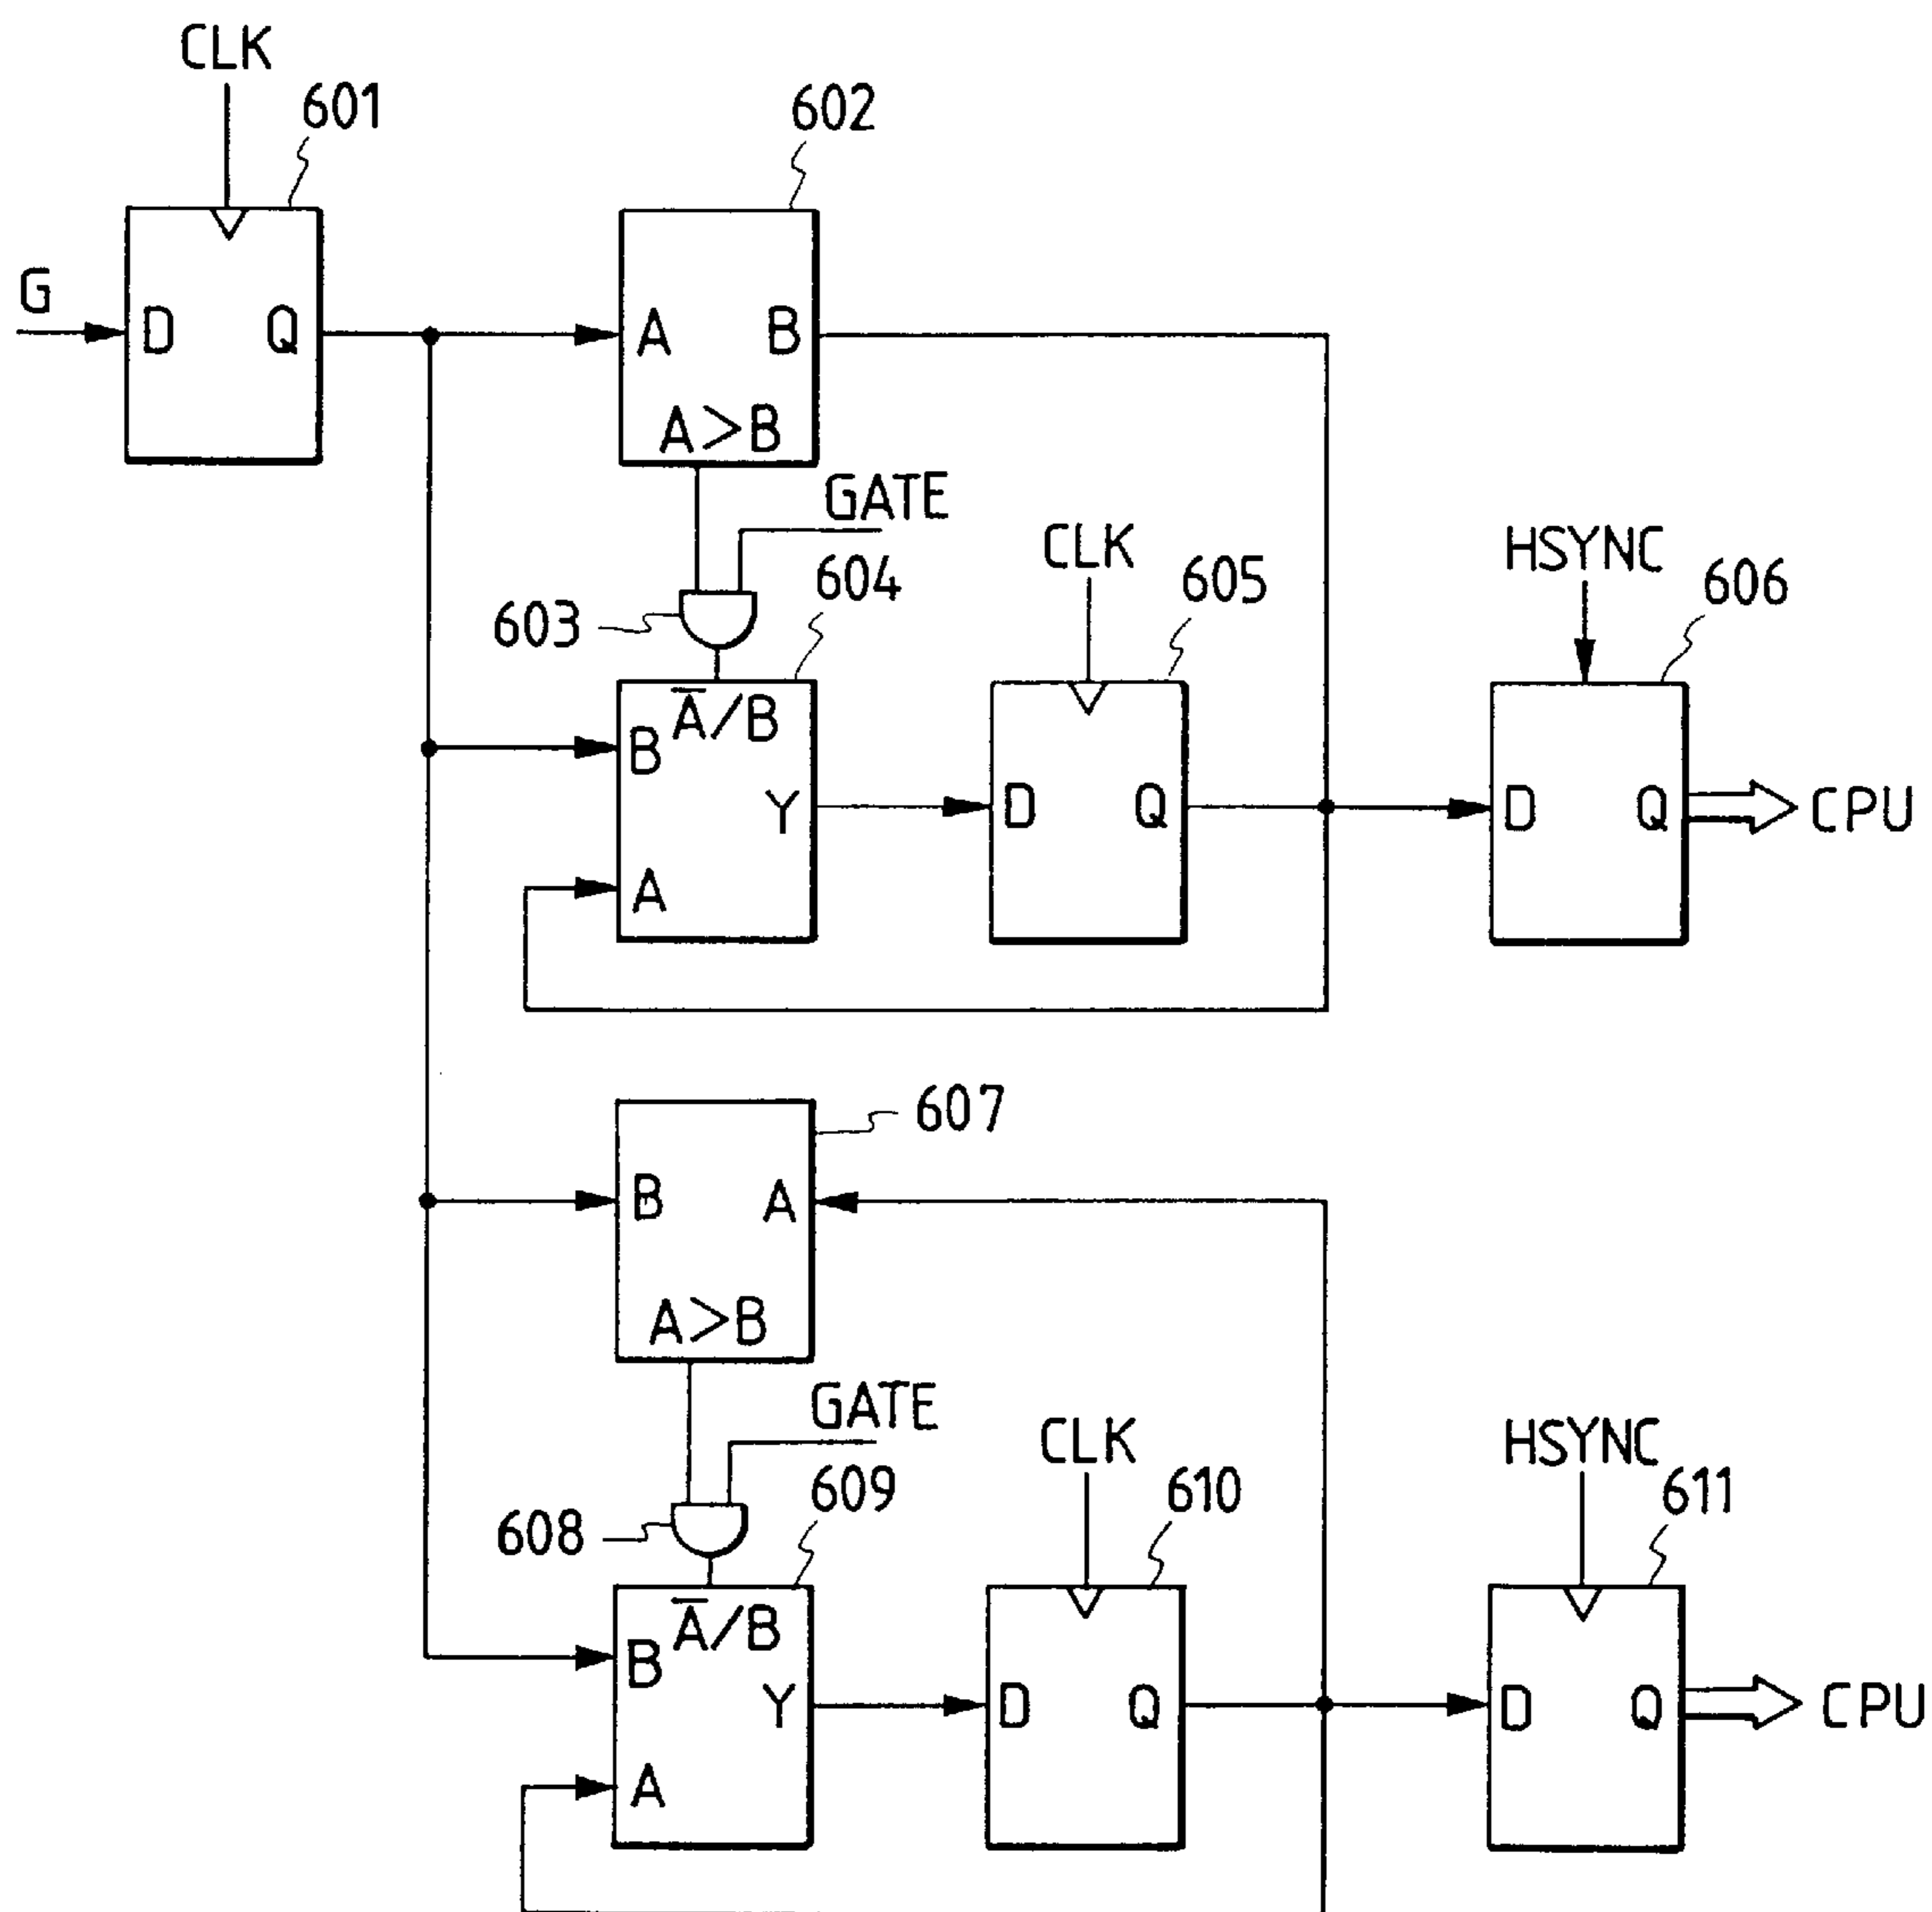 CLK
601
602
G
D Q
A B
A>B
GATE
CLK
605
HSYNC
606
604
603
A̅/B
B
Y
A
D Q
D Q
CPU
607
B A
A>B
GATE
CLK
610
HSYNC
611
609
608
A̅/B
B
Y
A
D Q
D Q
CPU